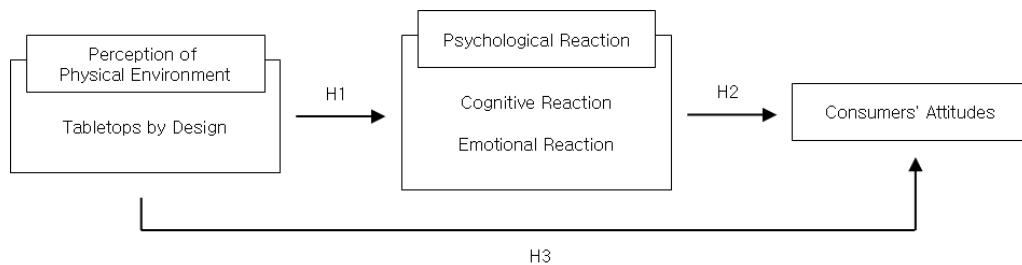 Perception of
Physical Environment
Tabletops by Design
H1
Psychological Reaction
Cognitive Reaction
Emotional Reaction
H2
Consumers' Attitudes
H3